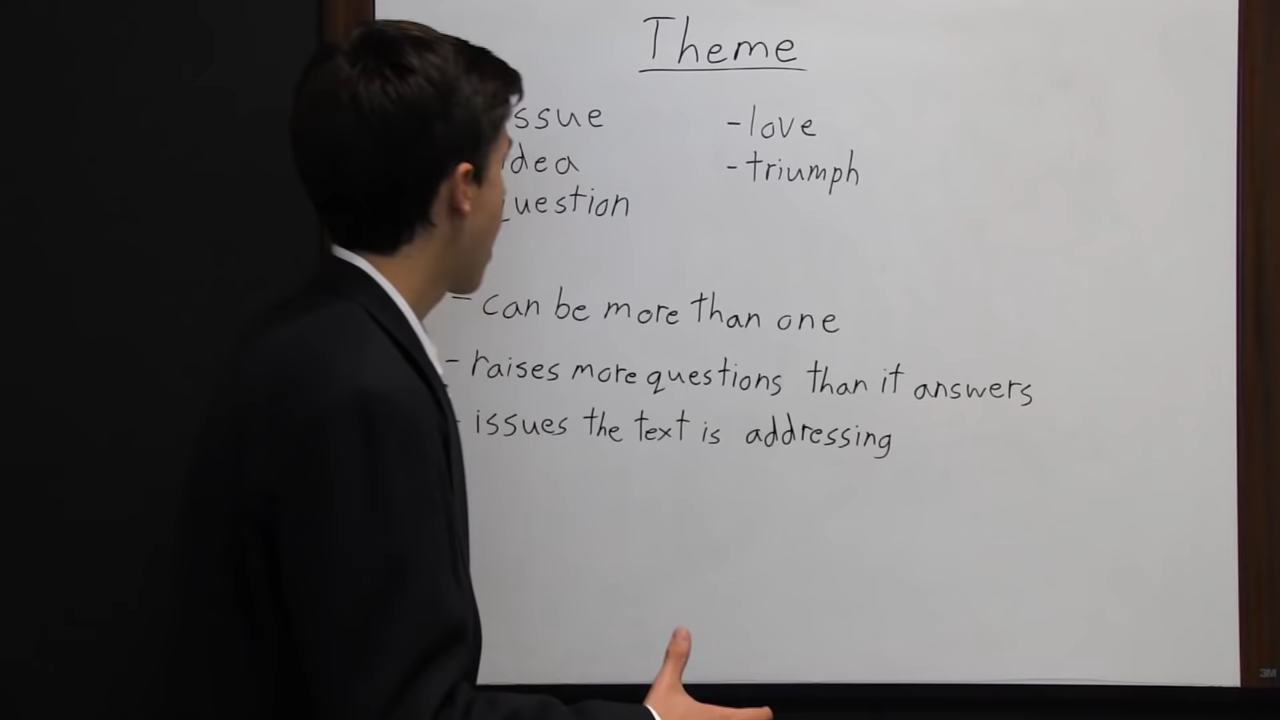 Theme
ssue
dea
uestion
-love
-triumph
- can be more than one
- raises more questions than it answers
- issues the text is addressing
3M